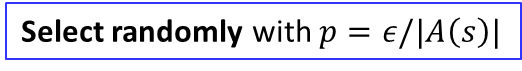 Select randomly with p = ϵ/|A(s)|